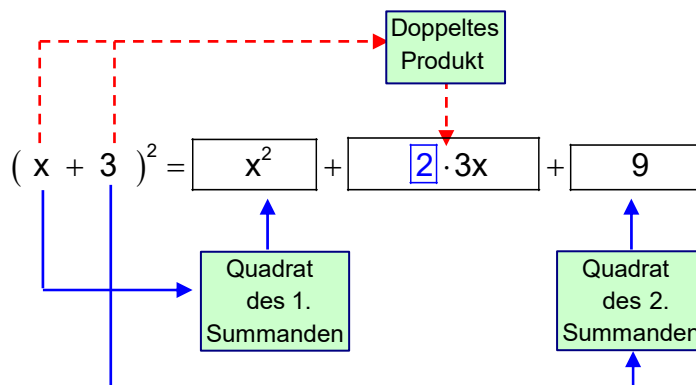 Doppeltes
Produkt
( x + 3 )² = x² + 2 · 3x + 9
Quadrat
des 1.
Summanden
Quadrat
des 2.
Summanden